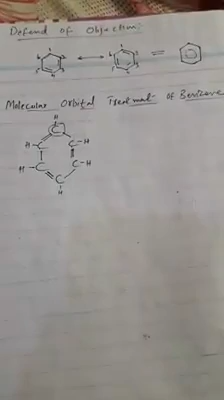 Defend of Objection:
Molecular Orbital Treatment of Benzene
H
C
C C-H
H-C C-H
C
H